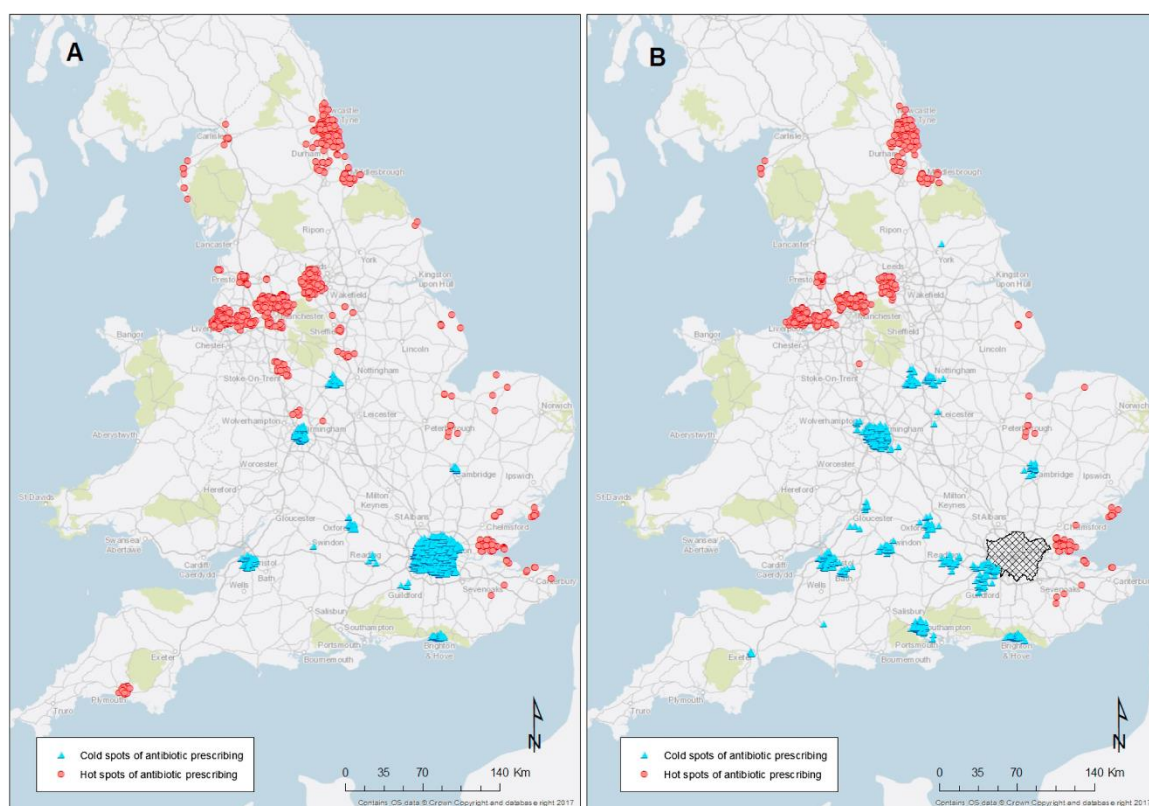 A
Carlisle
Durham
Lancaster
Ripon
York
Kingston
upon Hull
Preston
Wakefield
Manchester
Sheffield
Bangor
Chester
Lincoln
Stoke-On-Trent
Nottingham
Norwich
Wolverhampton
Leicester
Aberystwyth
Worcester
Ipswich
Hereford
Milton
Keynes
St Davids
Gloucester
Oxford
St Albans
Chelmsford
Swansea
Abertawe
Swindon
Cardiff
Caerdydd
Reading
Bath
Wells
Canterbury
Guildford
Sevenoaks
Salisbury
Southampton
Portsmouth
Brighton
& Hove
Bournemouth
Exeter
Plymouth
Truro
N
Cold spots of antibiotic prescribing
Hot spots of antibiotic prescribing
0 35 70 140 Km
Contains OS data © Crown Copyright and database right 2017
B
Carlisle
Durham
Lancaster
Ripon
York
Leeds
Kingston
upon Hull
Preston
Wakefield
Manchester
Sheffield
Bangor
Chester
Lincoln
Stoke-On-Trent
Nottingham
Norwich
Wolverhampton
Leicester
Aberystwyth
Worcester
Cambridge
Ipswich
Hereford
Milton
Keynes
St Davids
Gloucester
Oxford
St Albans
Chelmsford
Swansea
Abertawe
Swindon
Cardiff
Caerdydd
Reading
Bath
Wells
Canterbury
Guildford
Sevenoaks
Salisbury
Southampton
Portsmouth
Brighton
& Hove
Bournemouth
Exeter
Plymouth
Truro
N
Cold spots of antibiotic prescribing
Hot spots of antibiotic prescribing
0 35 70 140 Km
Contains OS data © Crown Copyright and database right 2017